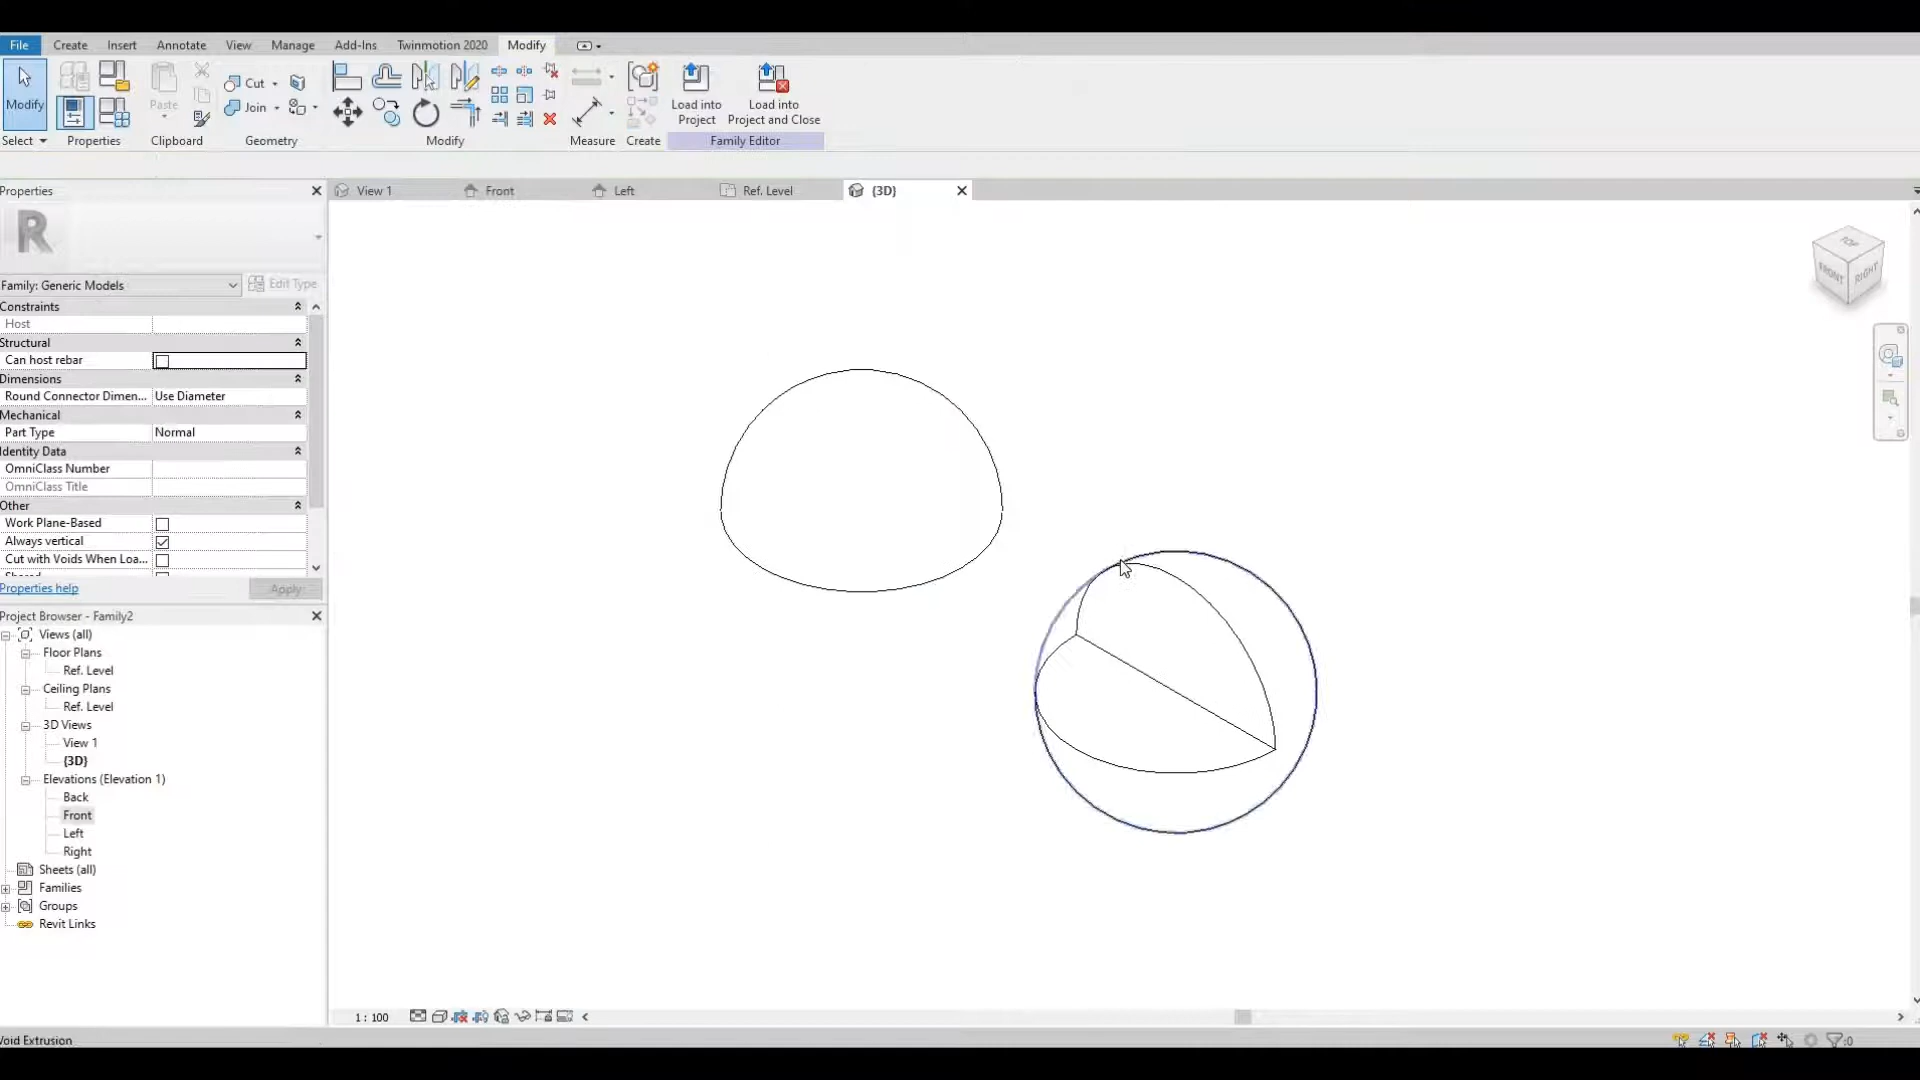 File Create Insert Annotate View Manage Add-Ins Twinmotion 2020 Modify
Modify Paste Cut Join Load into Project Load into Project and Close
Select Properties Clipboard Geometry Modify Measure Create Family Editor
Properties View 1 Front Left Ref. Level {3D}
R
Family: Generic Models Edit Type
Constraints
Host
Structural
Can host rebar
Dimensions
Round Connector Dimen... Use Diameter
Mechanical
Part Type Normal
Identity Data
OmniClass Number
OmniClass Title
Other
Work Plane-Based
Always vertical
Cut with Voids When Loa...
Properties help Apply
Project Browser - Family2
Views (all)
Floor Plans
Ref. Level
Ceiling Plans
Ref. Level
3D Views
View 1
{3D}
Elevations (Elevation 1)
Back
Front
Left
Right
Sheets (all)
Families
Groups
Revit Links
TOP
FRONT RIGHT
1 : 100
Void Extrusion :0